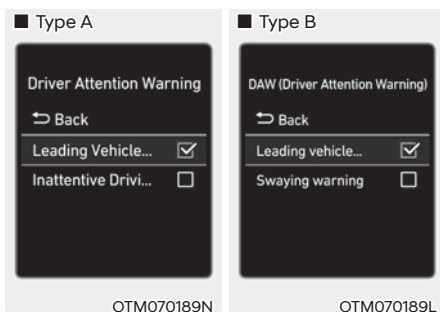 ■ Type A
Driver Attention Warning
Back
Leading Vehicle...
Inattentive Drivi...
OTM070189N
■ Type B
DAW (Driver Attention Warning)
Back
Leading vehicle...
Swaying warning
OTM070189L